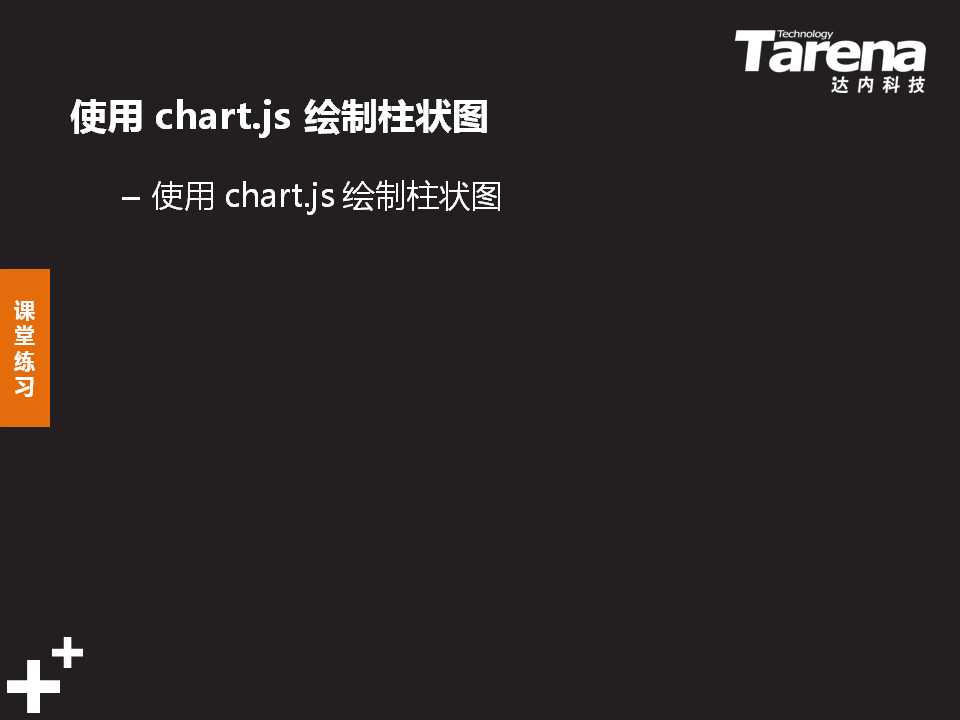 Technology
Tarena
达内科技
使用 chart.js 绘制柱状图
– 使用 chart.js 绘制柱状图
课
堂
练
习